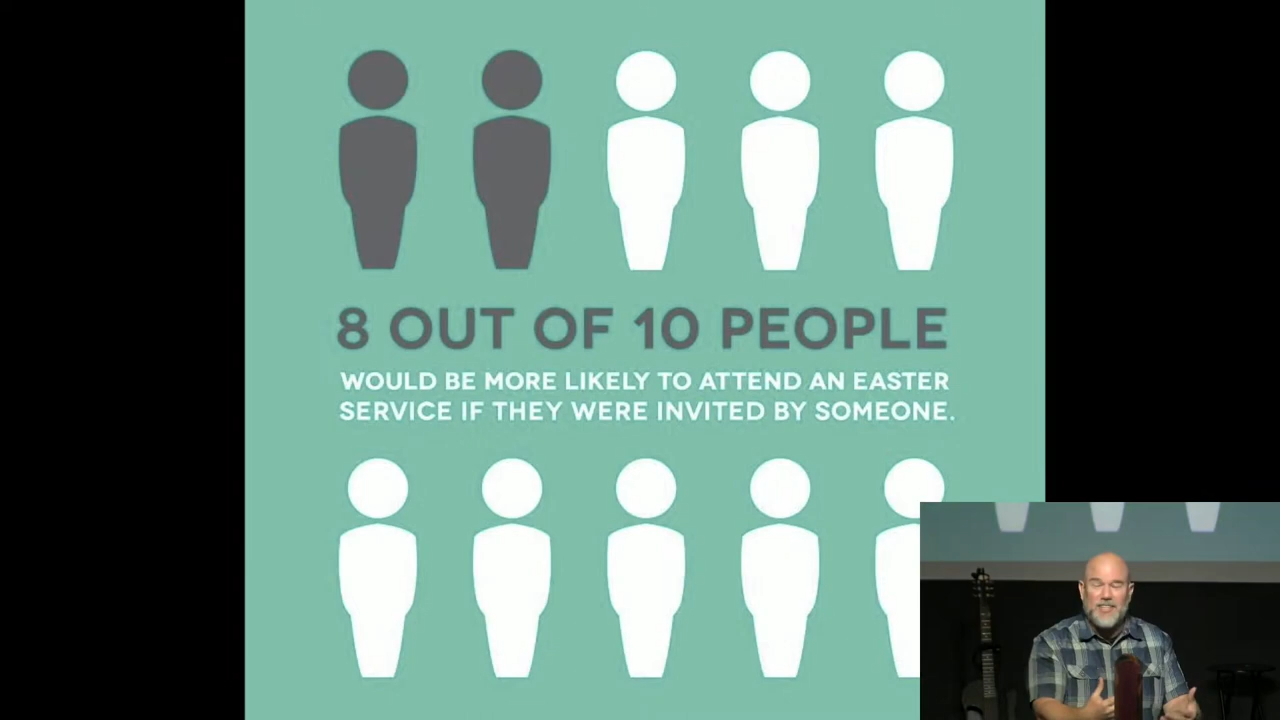 8 OUT OF 10 PEOPLE
WOULD BE MORE LIKELY TO ATTEND AN EASTER
SERVICE IF THEY WERE INVITED BY SOMEONE.